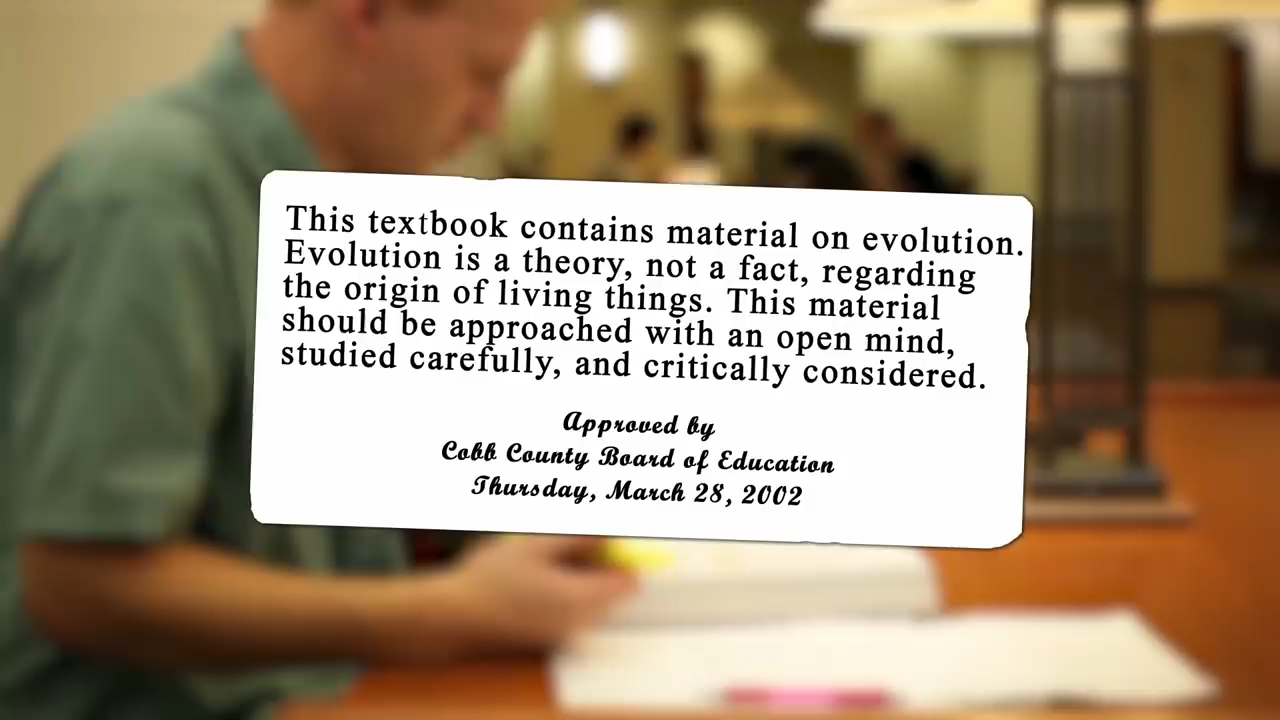 This textbook contains material on evolution.
Evolution is a theory, not a fact, regarding
the origin of living things. This material
should be approached with an open mind,
studied carefully, and critically considered.
Approved by
Cobb County Board of Education
Thursday, March 28, 2002